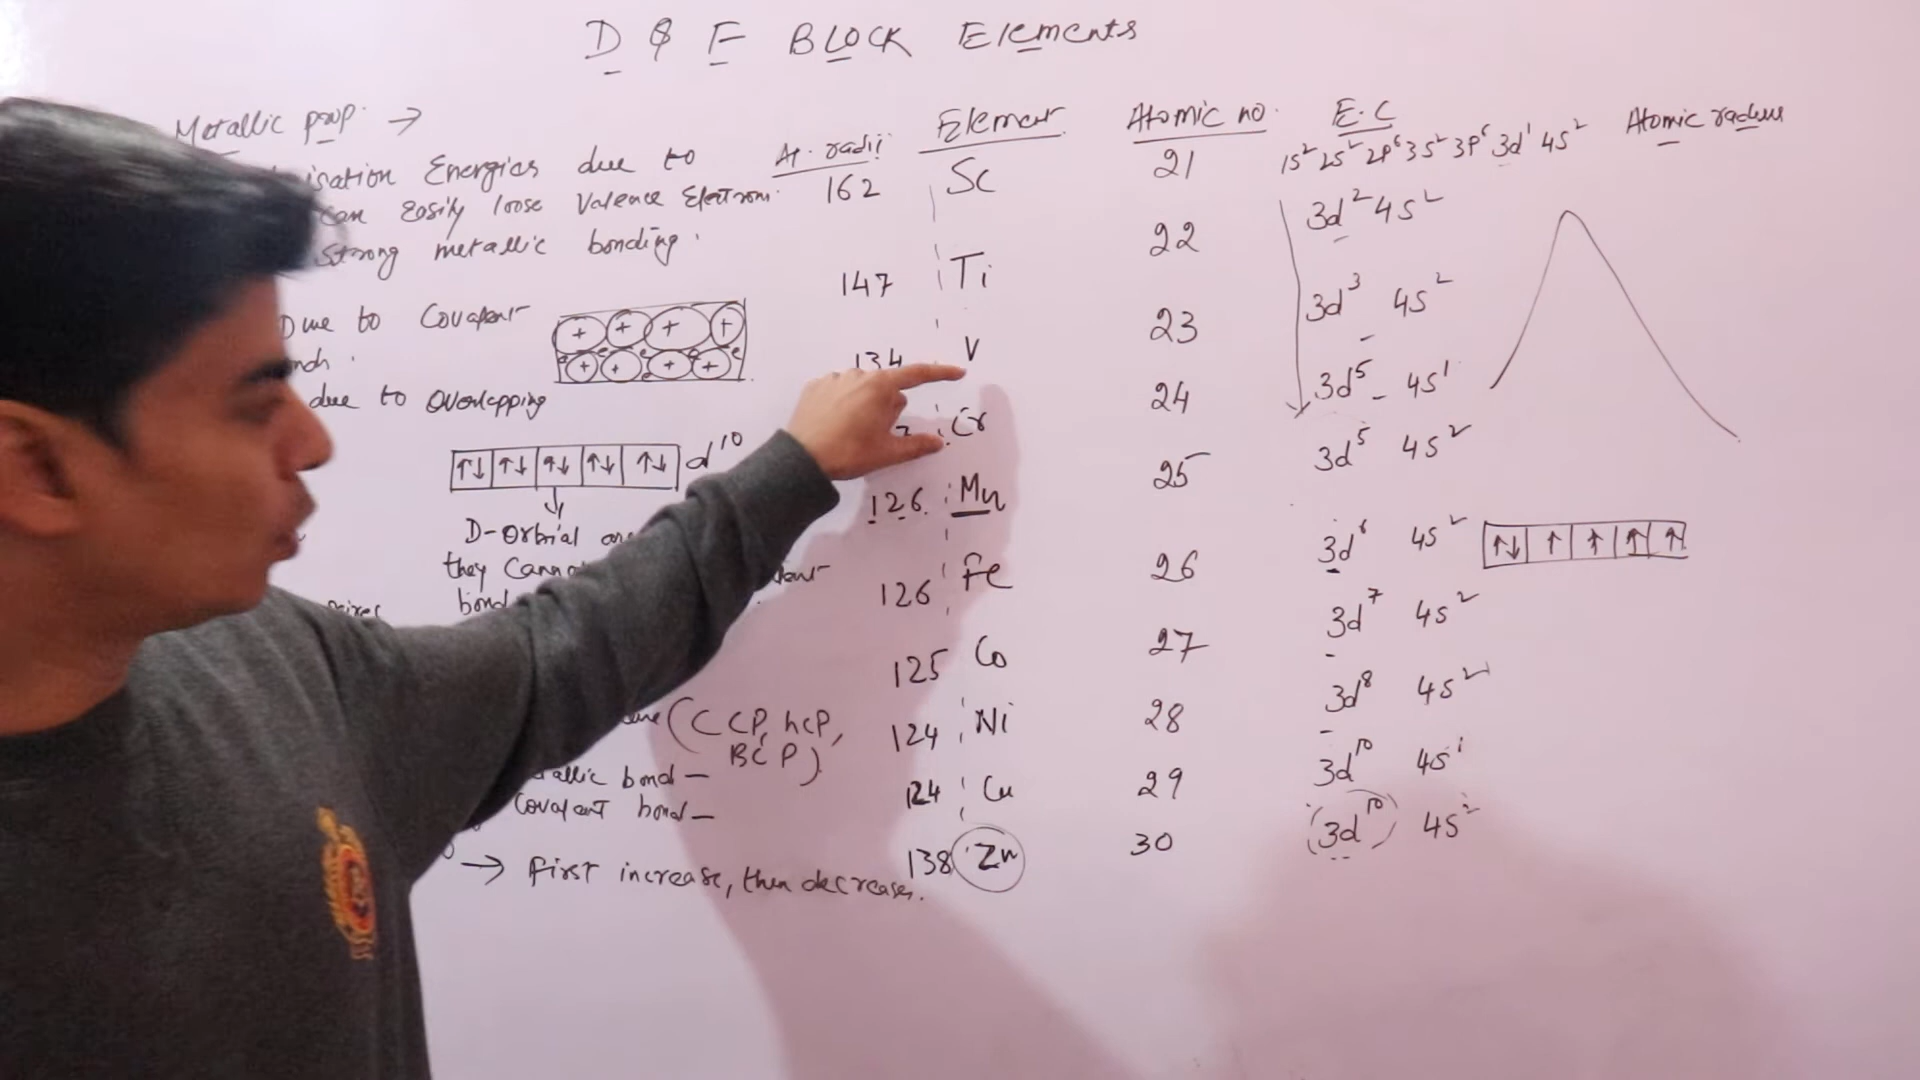 D & F BLOCK Elements
Metallic prop. →
isation Energies due to
can Easily loose Valence Electron.
Strong metallic bonding.
Due to Covalent
due to Overlapping
+ + + +
+ + + +
↑↓ ↑↓ ↑↓ ↑↓ ↑↓ d¹⁰
D-Orbital
they
bond
(CCP, hcP,
BCP)
allic bond —
Covalent bond —
→ first increase, then decreases.
At. radii Element Atomic no. E.C Atomic radius
162 Sc 21 1S² 2S² 2P⁶ 3S² 3P⁶ 3d¹ 4S²
147 Ti 22 3d² 4S²
134 V 23 3d³ 4S²
Cr 24 3d⁵ 4S¹
126 Mn 25 3d⁵ 4S²
126 Fe 26 3d⁶ 4S² ↑↓ ↑ ↑ ↑ ↑
125 Co 27 3d⁷ 4S²
124 Ni 28 3d⁸ 4S²
124 Cu 29 3d¹⁰ 4S¹
138 Zn 30 (3d¹⁰) 4S²